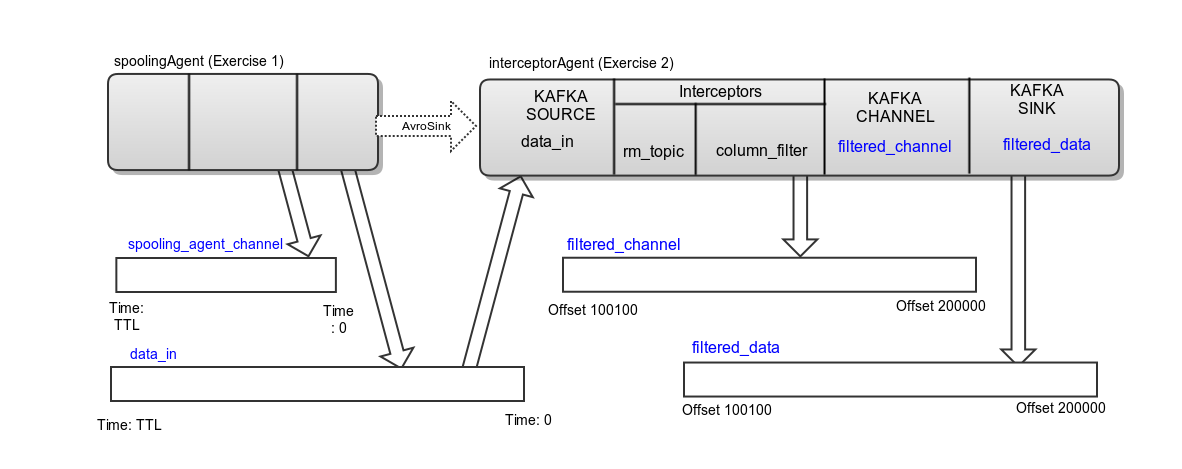 spoolingAgent (Exercise 1)
AvroSink
interceptorAgent (Exercise 2)
KAFKA
SOURCE
data_in
Interceptors
rm_topic
column_filter
KAFKA
CHANNEL
filtered_channel
KAFKA
SINK
filtered_data
spooling_agent_channel
Time:
TTL
Time
: 0
data_in
Time: TTL
Time: 0
filtered_channel
Offset 100100
Offset 200000
filtered_data
Offset 100100
Offset 200000